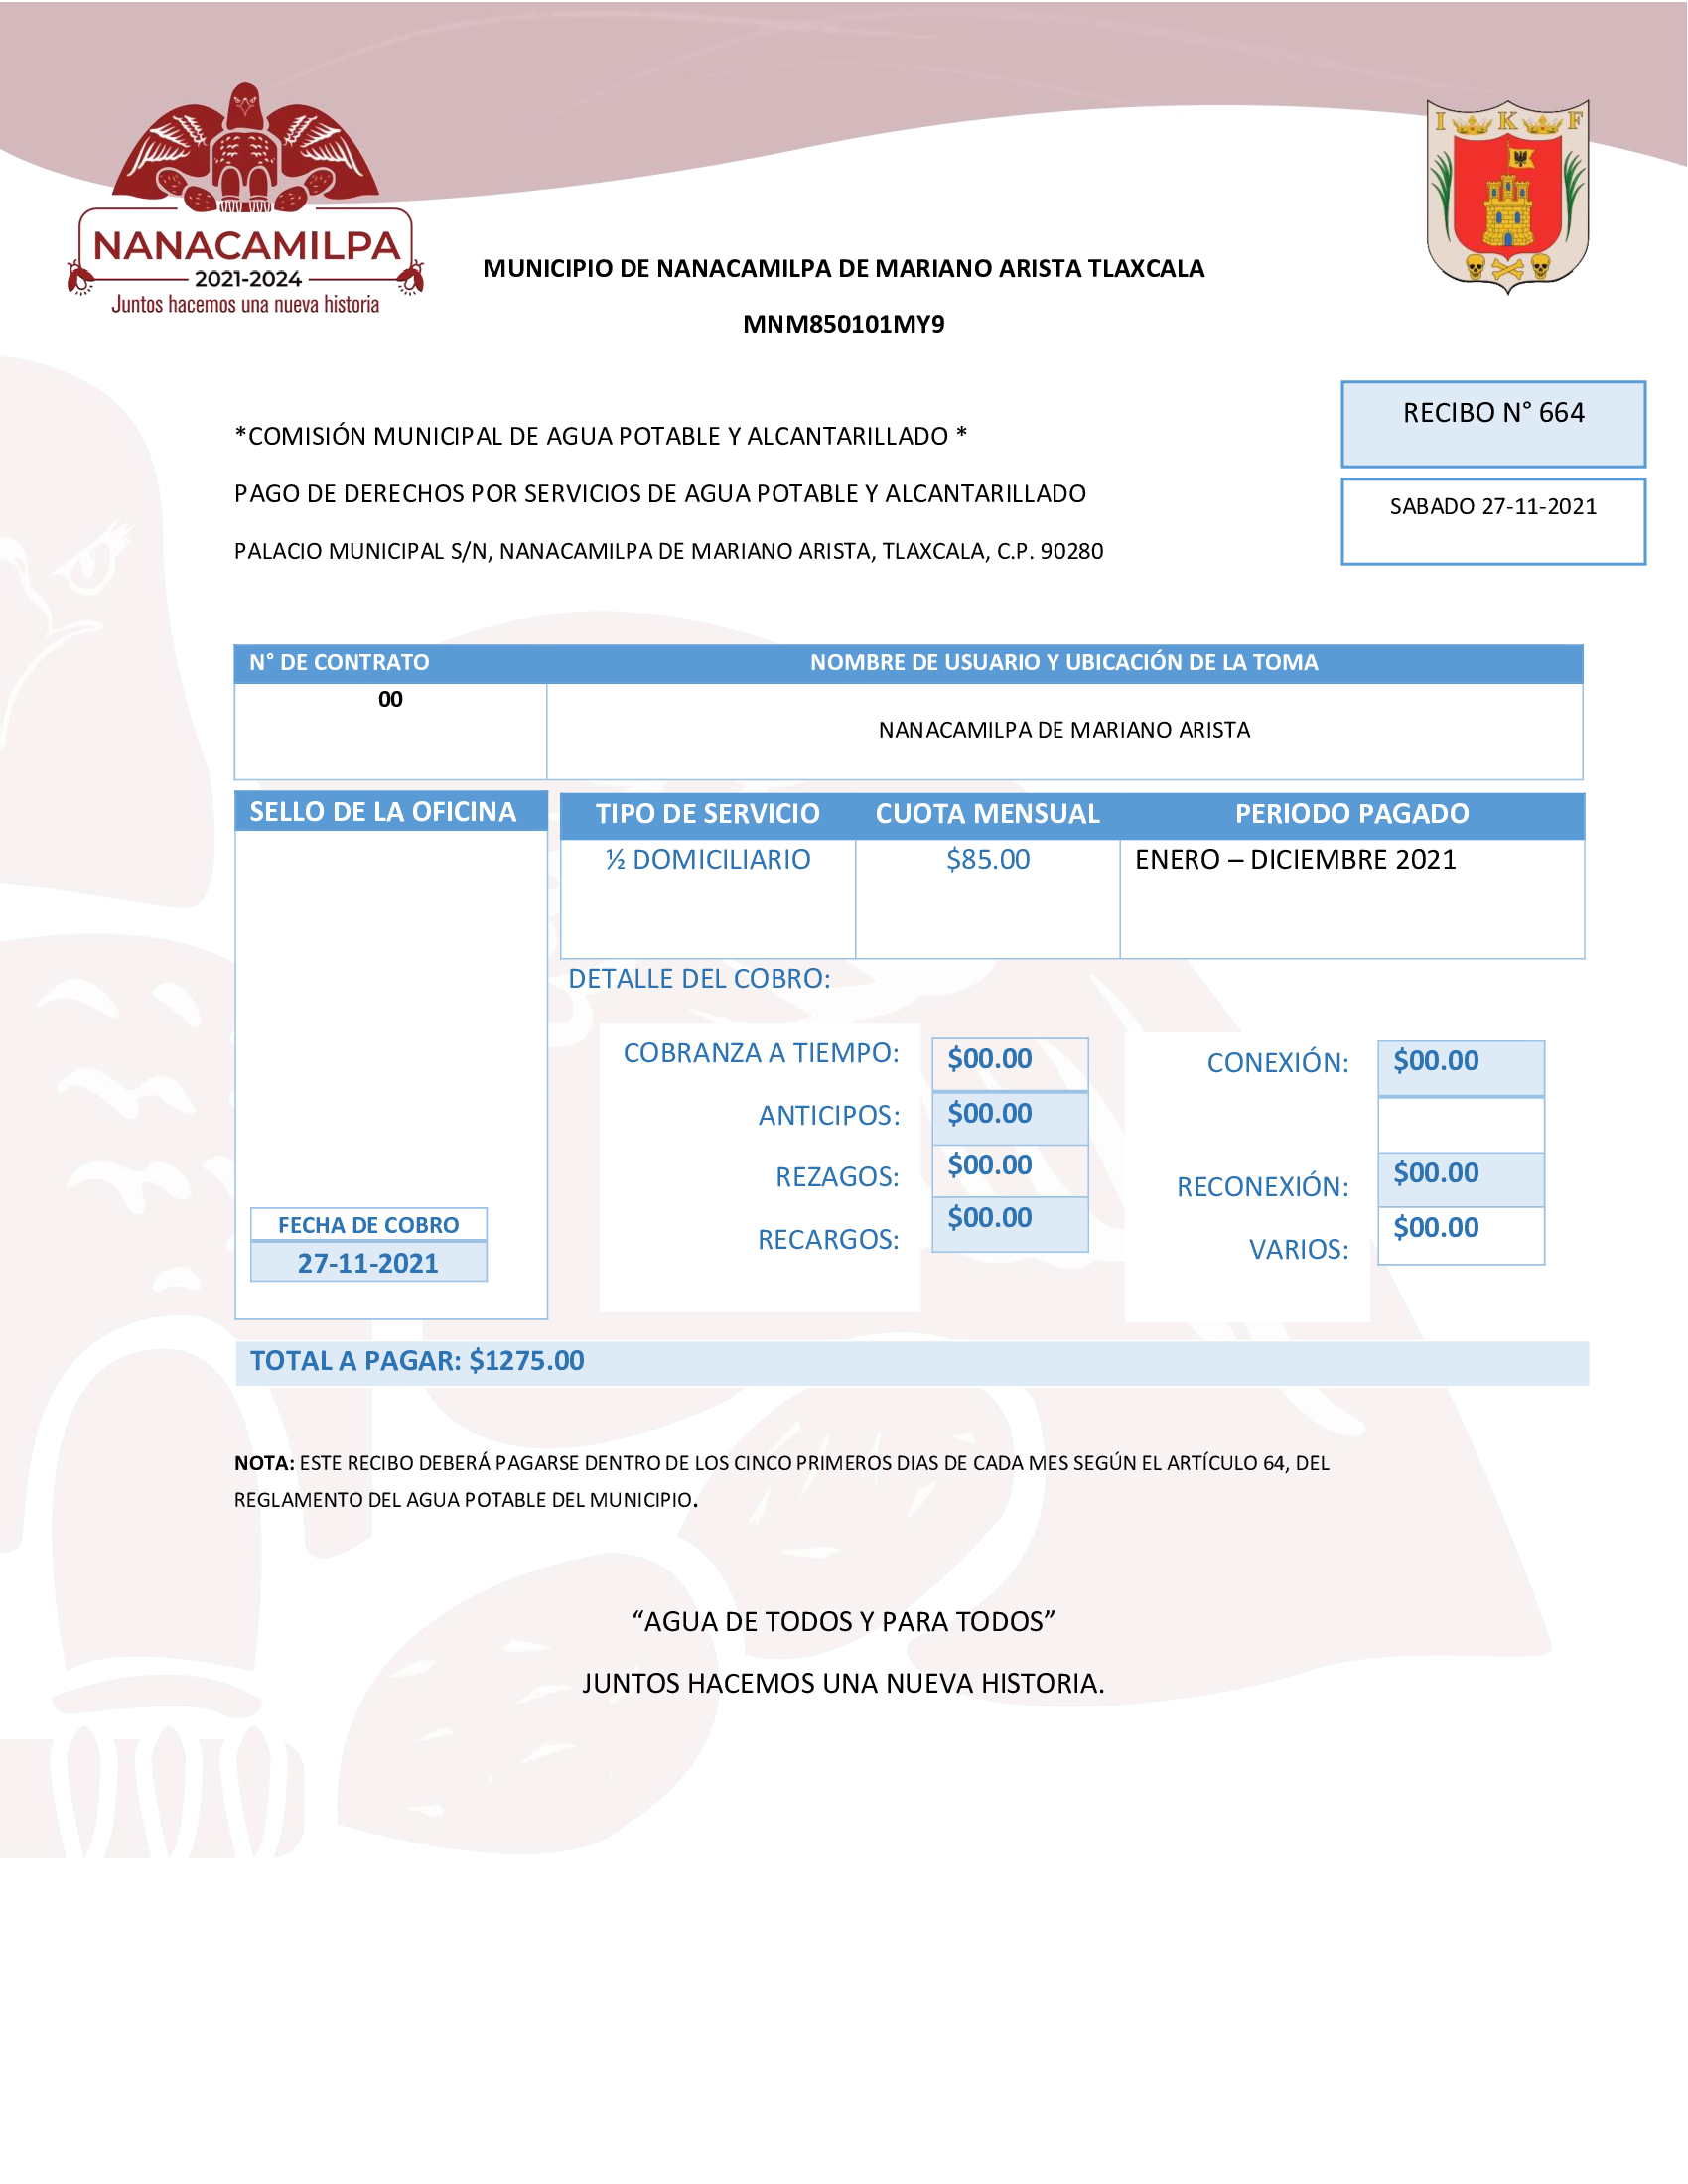 NANACAMILPA
2021-2024
Juntos hacemos una nueva historia
I K F
MUNICIPIO DE NANACAMILPA DE MARIANO ARISTA TLAXCALA
MNM850101MY9
RECIBO N° 664
SABADO 27-11-2021
*COMISIÓN MUNICIPAL DE AGUA POTABLE Y ALCANTARILLADO *
PAGO DE DERECHOS POR SERVICIOS DE AGUA POTABLE Y ALCANTARILLADO
PALACIO MUNICIPAL S/N, NANACAMILPA DE MARIANO ARISTA, TLAXCALA, C.P. 90280
N° DE CONTRATO NOMBRE DE USUARIO Y UBICACIÓN DE LA TOMA
00
NANACAMILPA DE MARIANO ARISTA
SELLO DE LA OFICINA
TIPO DE SERVICIO CUOTA MENSUAL PERIODO PAGADO
½ DOMICILIARIO $85.00 ENERO – DICIEMBRE 2021
DETALLE DEL COBRO:
COBRANZA A TIEMPO: $00.00
ANTICIPOS: $00.00
REZAGOS: $00.00
RECARGOS: $00.00
CONEXIÓN: $00.00
RECONEXIÓN: $00.00
VARIOS: $00.00
FECHA DE COBRO
27-11-2021
TOTAL A PAGAR: $1275.00
NOTA: ESTE RECIBO DEBERÁ PAGARSE DENTRO DE LOS CINCO PRIMEROS DIAS DE CADA MES SEGÚN EL ARTÍCULO 64, DEL
REGLAMENTO DEL AGUA POTABLE DEL MUNICIPIO.
“AGUA DE TODOS Y PARA TODOS”
JUNTOS HACEMOS UNA NUEVA HISTORIA.